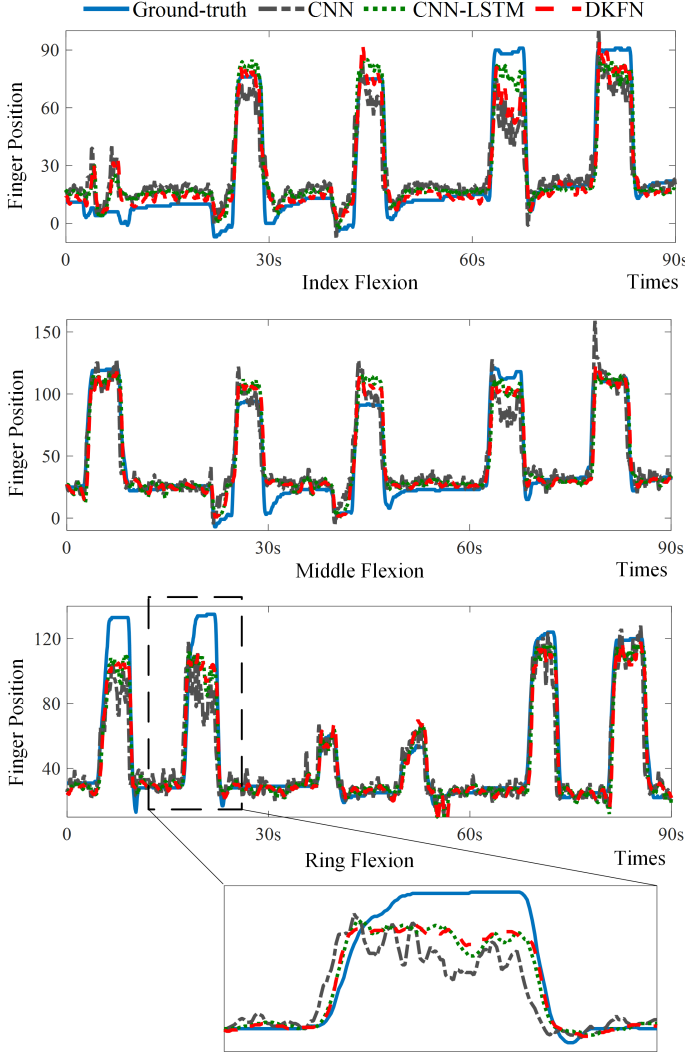 Ground-truth CNN CNN-LSTM DKFN
90
60
30
0
Finger Position
0 30s 60s 90s
Index Flexion Times
150
100
50
0
Finger Position
0 30s 60s 90s
Middle Flexion Times
120
80
40
Finger Position
0 30s 60s 90s
Ring Flexion Times